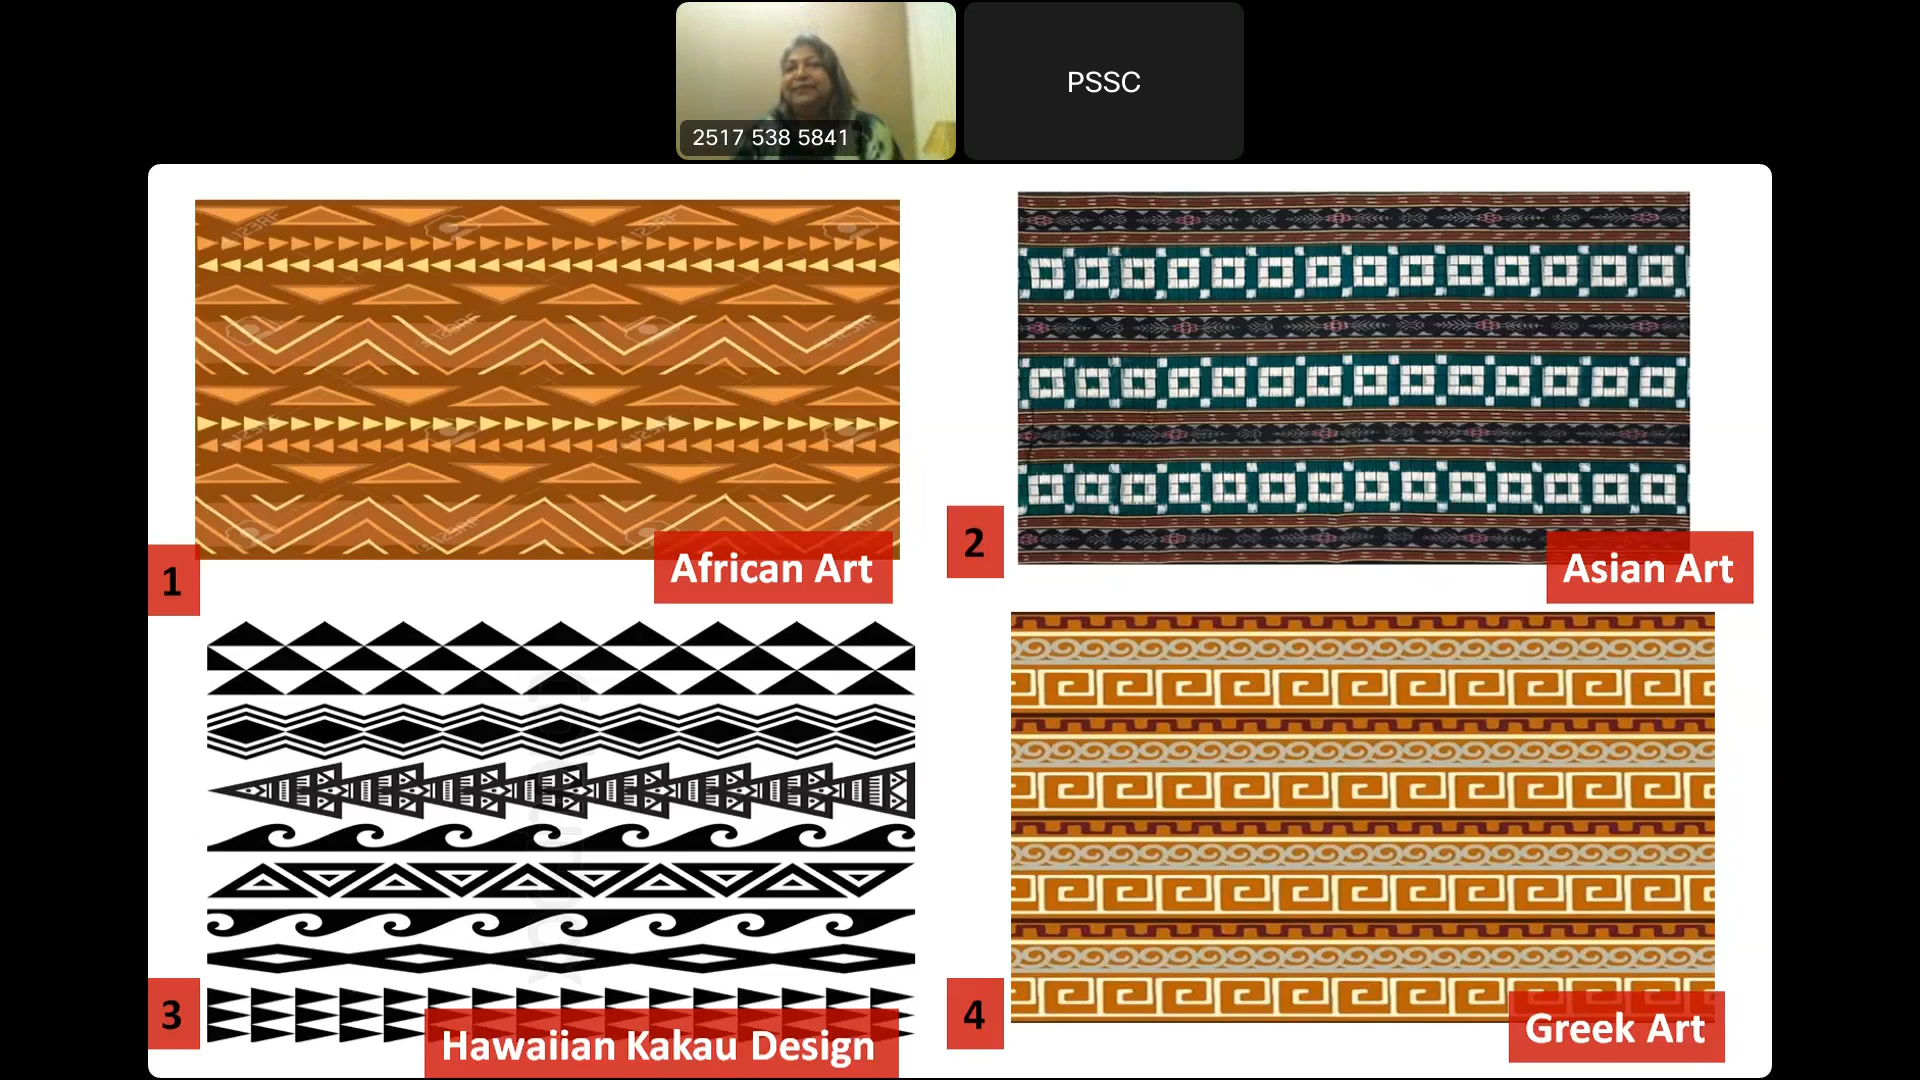 2517 538 5841
PSSC
1
African Art
2
Asian Art
3
Hawaiian Kakau Design
4
Greek Art